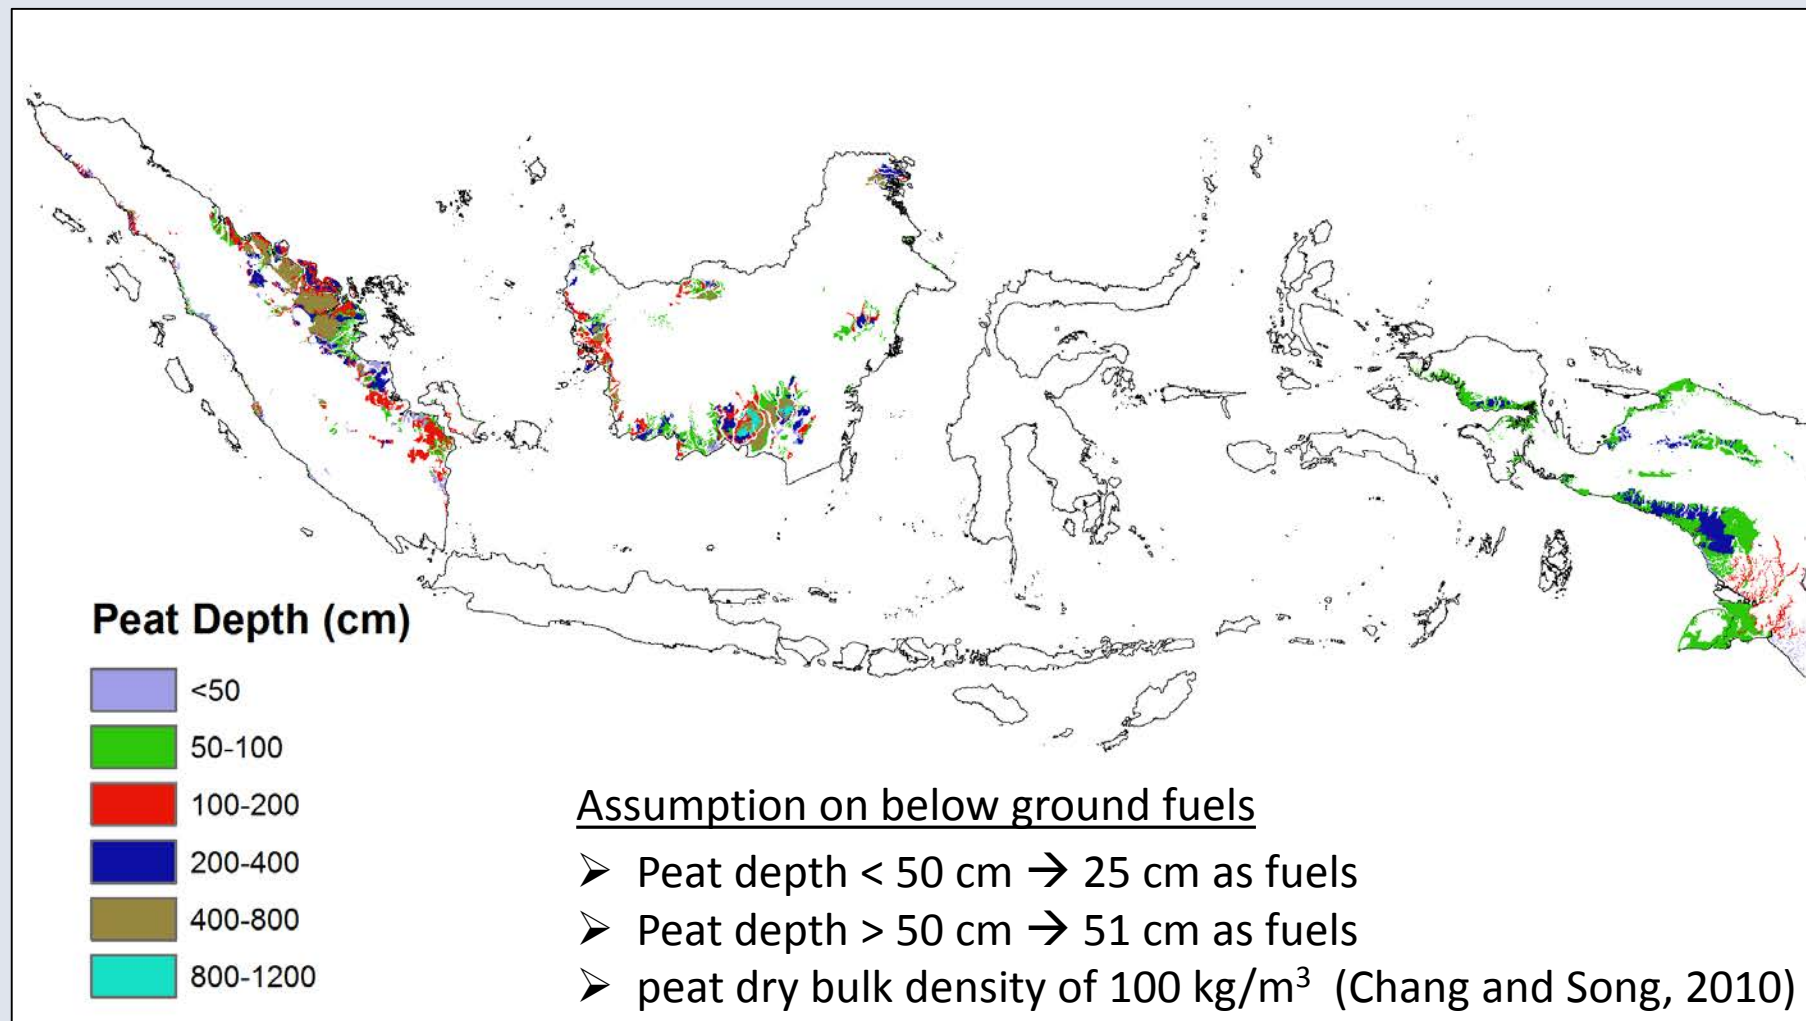 Peat Depth (cm)
<50
50-100
100-200
200-400
400-800
800-1200
Assumption on below ground fuels
➢ Peat depth < 50 cm → 25 cm as fuels
➢ Peat depth > 50 cm → 51 cm as fuels
➢ peat dry bulk density of 100 kg/m³ (Chang and Song, 2010)